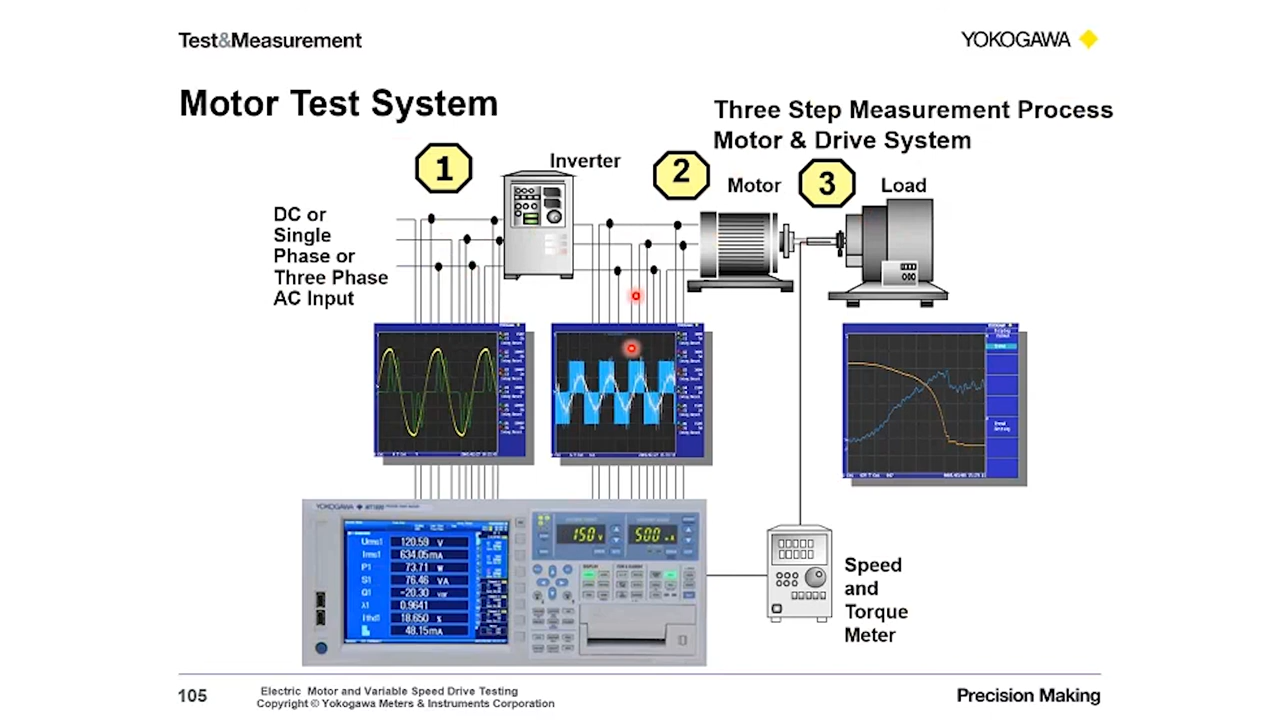 Test&Measurement
YOKOGAWA
Motor Test System
Three Step Measurement Process
Motor & Drive System
1
Inverter
2
Motor
3
Load
DC or
Single
Phase or
Three Phase
AC Input
YOKOGAWA
Urms1 120.59 V
Irms1 634.05mA
P1 73.71 W
S1 76.46 VA
Q1 -20.30 var
λ1 0.9641
Ithd1 18.650 %
48.15mA
150 V
500 mA
Speed
and
Torque
Meter
105
Electric Motor and Variable Speed Drive Testing
Copyright © Yokogawa Meters & Instruments Corporation
Precision Making